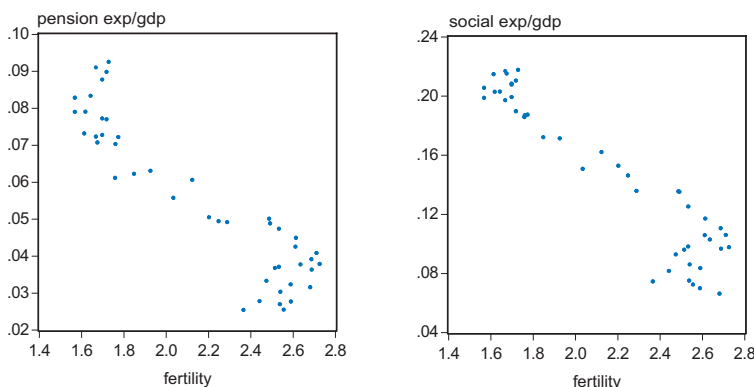 pension exp/gdp
.10
.09
.08
.07
.06
.05
.04
.03
.02
1.4 1.6 1.8 2.0 2.2 2.4 2.6 2.8
fertility
social exp/gdp
.24
.20
.16
.12
.08
.04
1.4 1.6 1.8 2.0 2.2 2.4 2.6 2.8
fertility